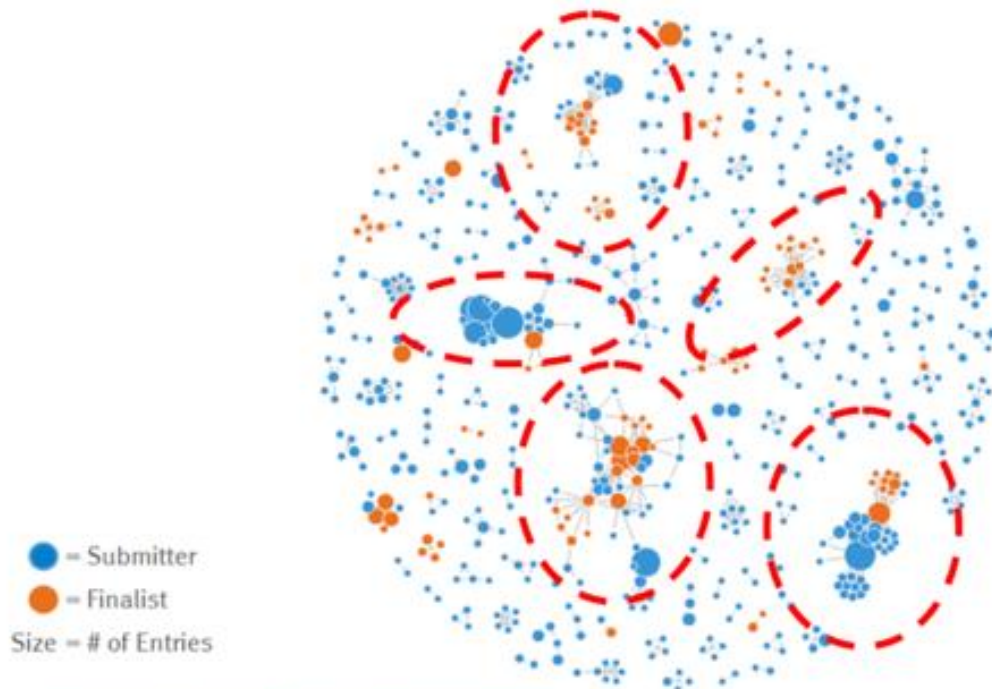 = Submitter
= Finalist
Size = # of Entries